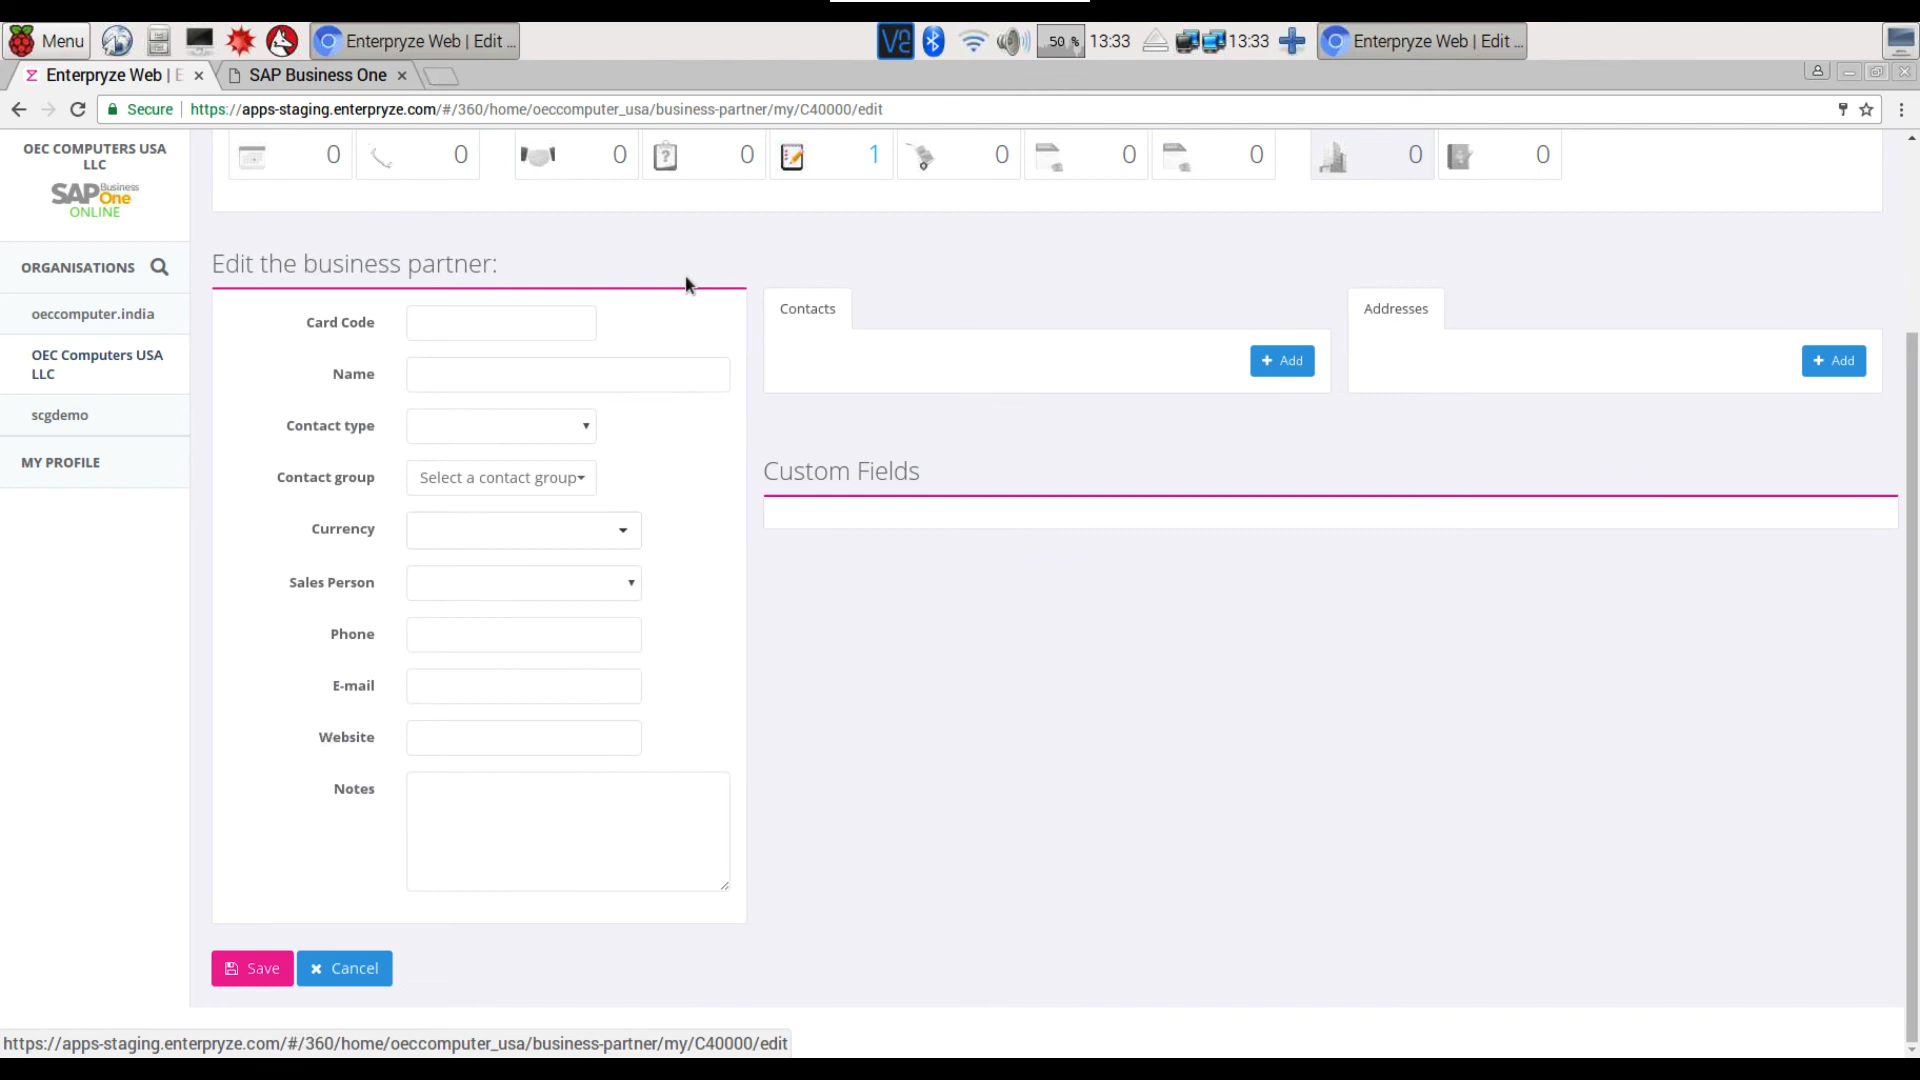 Menu
Enterpryze Web | Edit ...
50 %
13:33
13:33
Enterpryze Web | Edit ...
Enterpryze Web | E
SAP Business One
Secure
https://apps-staging.enterpryze.com/#/360/home/oeccomputer_usa/business-partner/my/C40000/edit
OEC COMPUTERS USA
LLC
SAP Business
One
ONLINE
ORGANISATIONS
oeccomputer.india
OEC Computers USA
LLC
scgdemo
MY PROFILE
0
0
0
0
1
0
0
0
0
0
Edit the business partner:
Card Code
Name
Contact type
Contact group
Select a contact group
Currency
Sales Person
Phone
E-mail
Website
Notes
Save
Cancel
Contacts
Add
Addresses
Add
Custom Fields
https://apps-staging.enterpryze.com/#/360/home/oeccomputer_usa/business-partner/my/C40000/edit